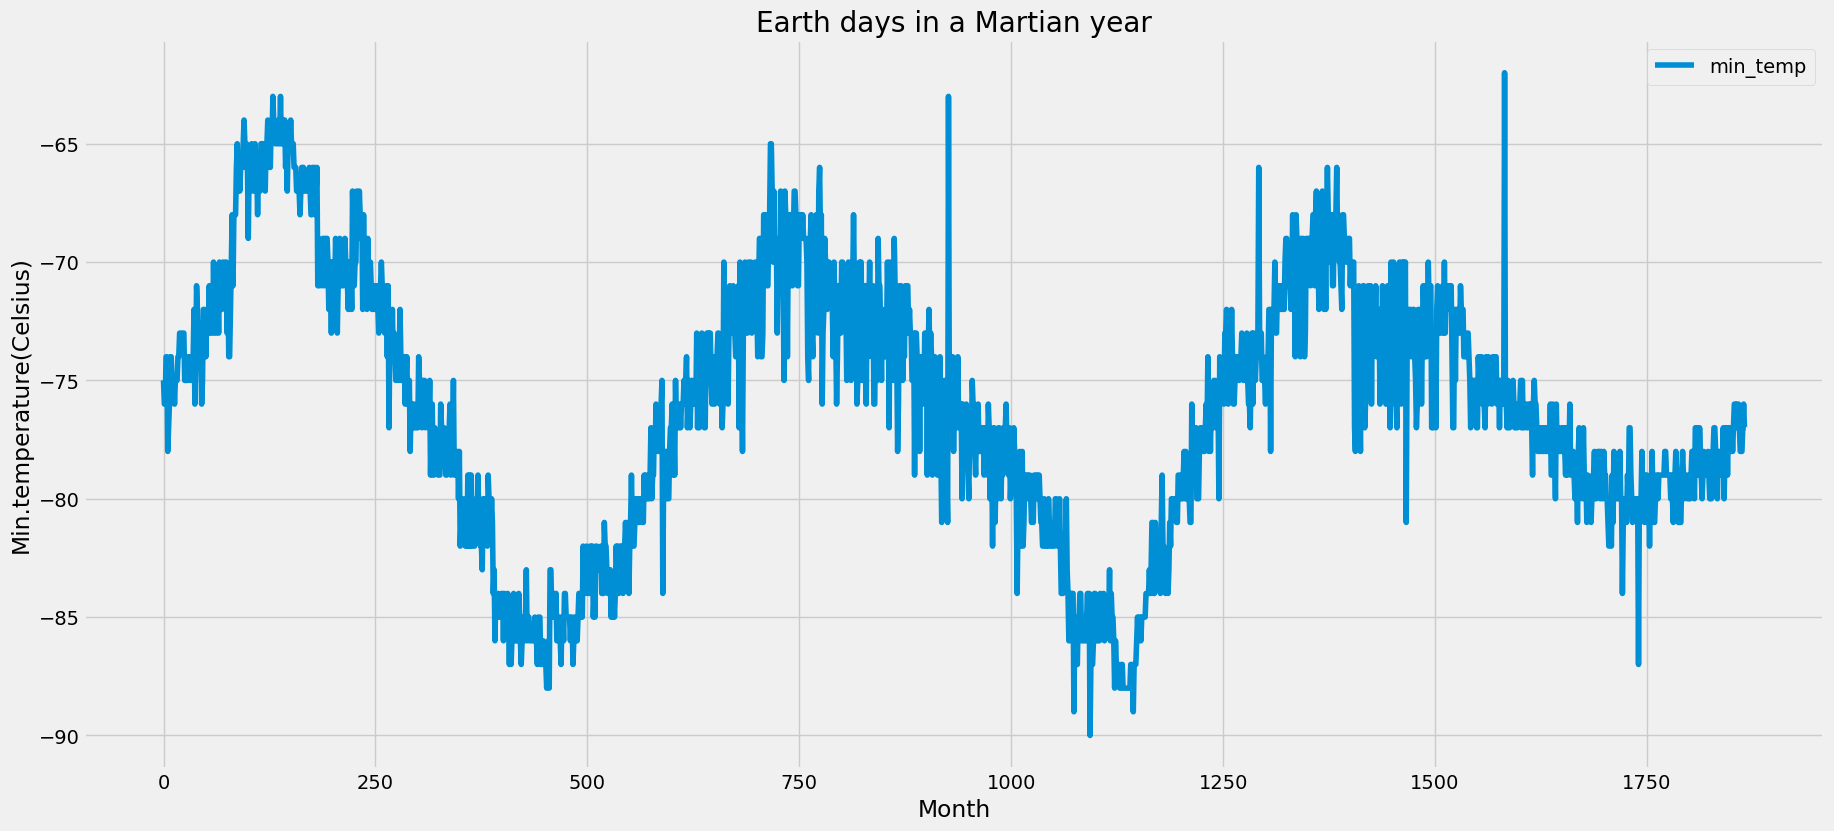 Earth days in a Martian year
min_temp
Min.temperature(Celsius)
−65
−70
−75
−80
−85
−90
0 250 500 750 1000 1250 1500 1750
Month